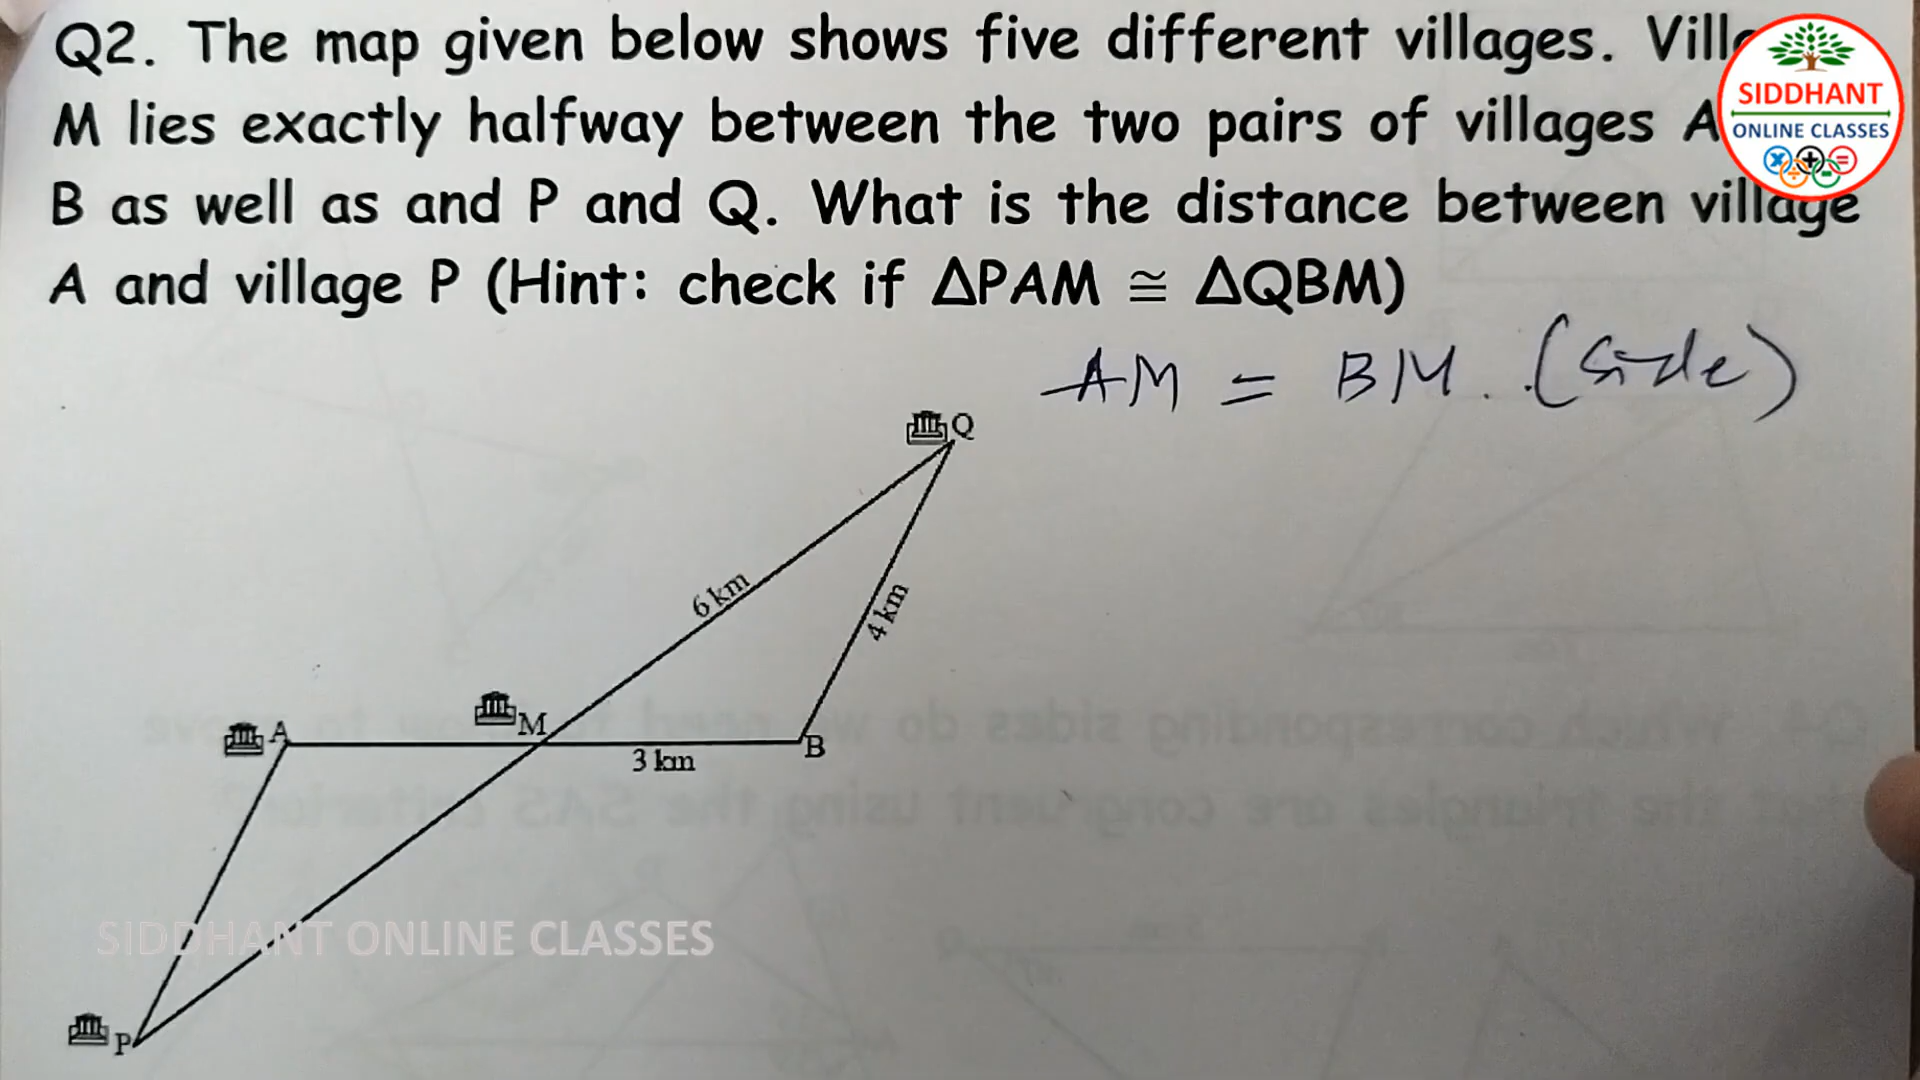 Q2. The map given below shows five different villages. Village
M lies exactly halfway between the two pairs of villages A
B as well as and P and Q. What is the distance between village
A and village P (Hint: check if ΔPAM ≅ ΔQBM)
SIDDHANT
ONLINE CLASSES
AM = BM. (side)
Q
6 km
4 km
A
M
3 km
B
SIDDHANT ONLINE CLASSES
P